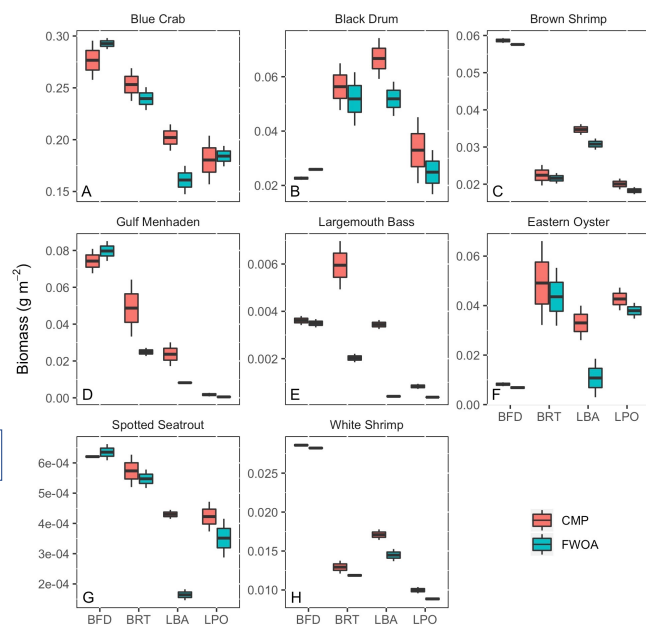 Blue Crab Black Drum Brown Shrimp
0.30
0.25
0.20
0.15
A
0.06
0.04
0.02
B
0.06
0.05
0.04
0.03
0.02
C
Gulf Menhaden Largemouth Bass Eastern Oyster
Biomass (g m⁻²)
0.08
0.06
0.04
0.02
0.00
D
0.006
0.004
0.002
E
0.06
0.04
0.02
0.00
F
BFD BRT LBA LPO
Spotted Seatrout White Shrimp
6e-04
5e-04
4e-04
3e-04
2e-04
G
BFD BRT LBA LPO
0.025
0.020
0.015
0.010
H
BFD BRT LBA LPO
CMP
FWOA